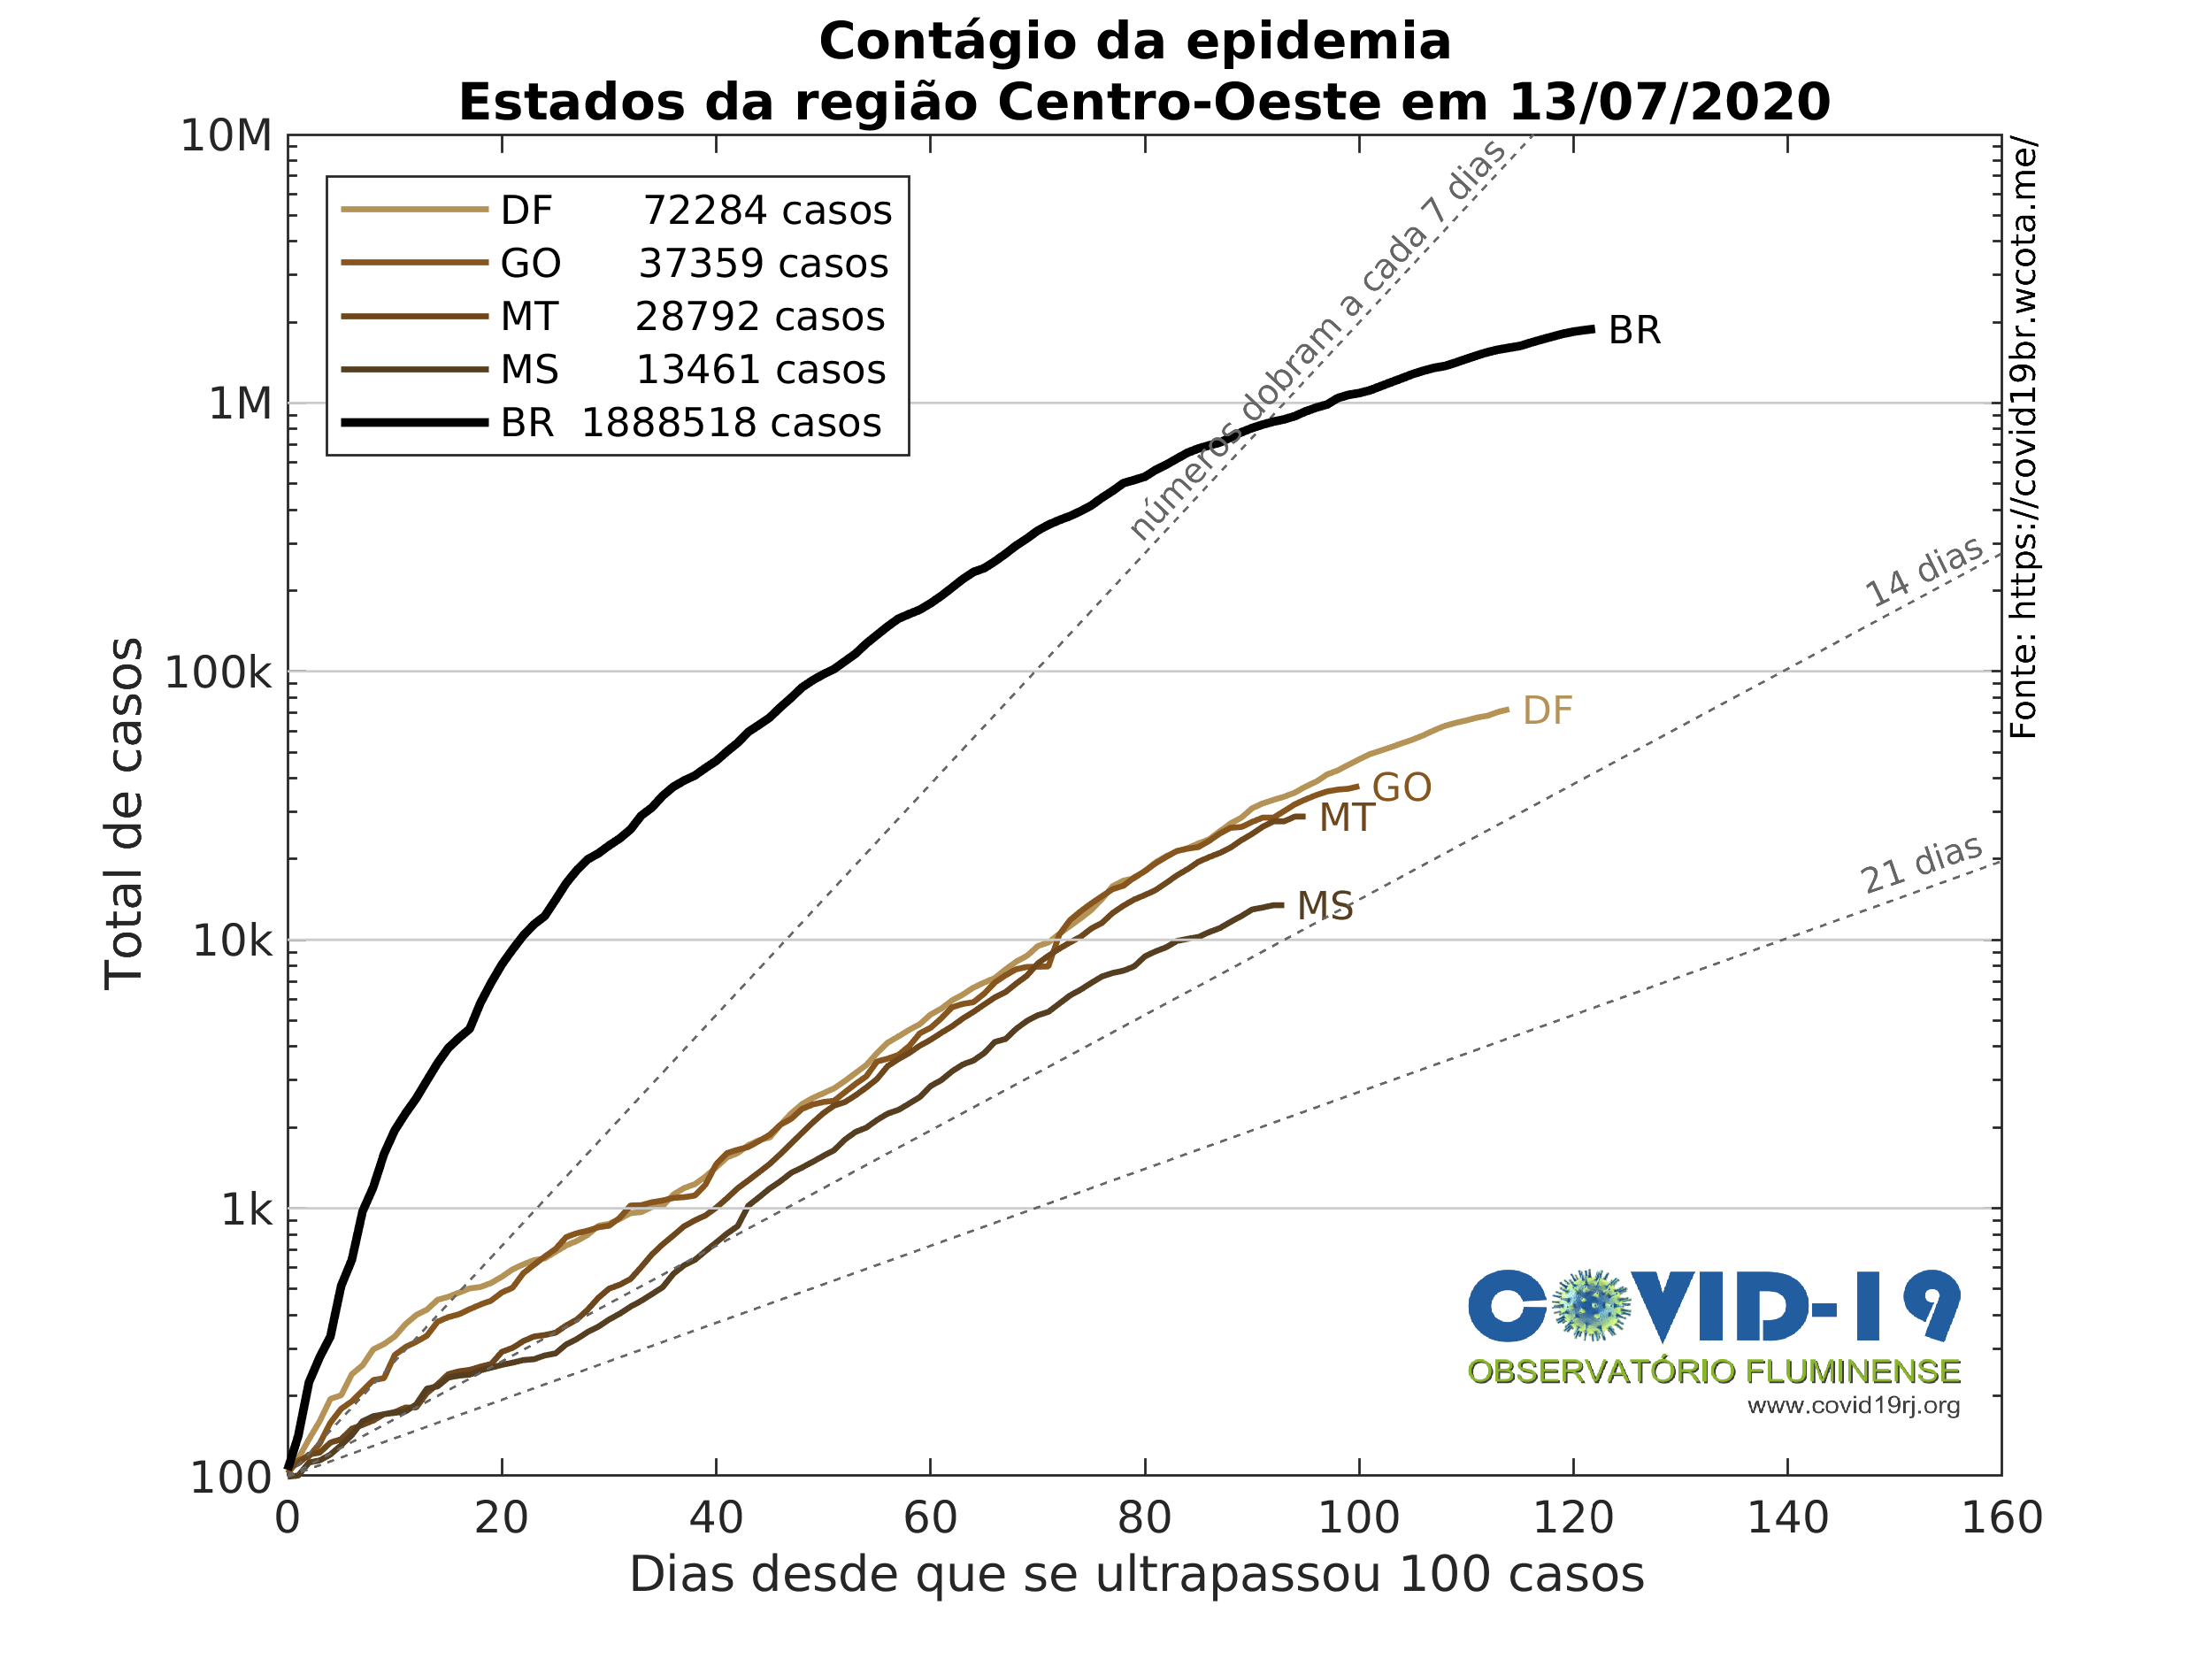 Contágio da epidemia
Estados da região Centro-Oeste em 13/07/2020
10M
1M
100k
10k
1k
100
Total de casos
DF 72284 casos
GO 37359 casos
MT 28792 casos
MS 13461 casos
BR 1888518 casos
números dobram a cada 7 dias
14 dias
21 dias
BR
DF
GO
MT
MS
Fonte: https://covid19br.wcota.me/
COVID-19
OBSERVATÓRIO FLUMINENSE
www.covid19rj.org
0 20 40 60 80 100 120 140 160
Dias desde que se ultrapassou 100 casos